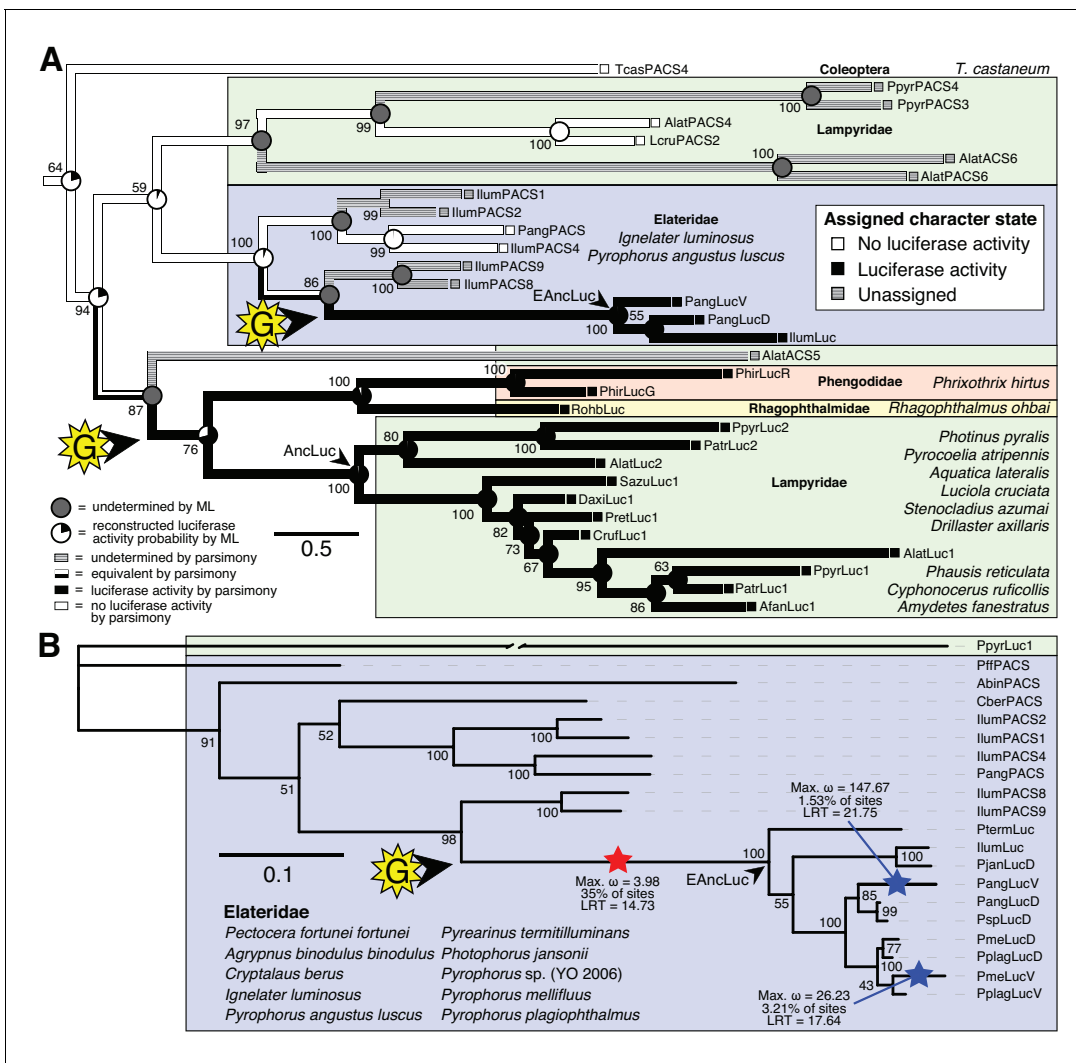 A
TcasPACS4
Coleoptera
T. castaneum
PpyrPACS4
PpyrPACS3
100
97
99
AlatPACS4
LcruPACS2
100
Lampyridae
100
AlatACS6
AlatPACS6
64
59
IlumPACS1
IlumPACS2
99
100
PangPACS
IlumPACS4
99
100
Elateridae
Ignelater luminosus
Pyrophorus angustus luscus
Assigned character state
No luciferase activity
Luciferase activity
Unassigned
IlumPACS9
IlumPACS8
86
100
94
G
EAncLuc
PangLucV
55
PangLucD
100
IlumLuc
AlatACS5
100
PhirLucR
PhirLucG
Phengodidae
Phrixothrix hirtus
100
87
RohbLuc
Rhagophthalmidae
Rhagophthalmus ohbai
G
76
AncLuc
80
PpyrLuc2
PatrLuc2
100
AlatLuc2
100
Lampyridae
SazuLuc1
100
DaxiLuc1
PretLuc1
82
CrufLuc1
73
67
AlatLuc1
95
63
PpyrLuc1
PatrLuc1
86
AfanLuc1
Photinus pyralis
Pyrocoelia atripennis
Aquatica lateralis
Luciola cruciata
Stenocladius azumai
Drillaster axillaris
Phausis reticulata
Cyphonocerus ruficollis
Amydetes fanestratus
= undetermined by ML
= reconstructed luciferase
activity probability by ML
= undetermined by parsimony
= equivalent by parsimony
= luciferase activity by parsimony
= no luciferase activity
by parsimony
0.5
B
PpyrLuc1
PffPACS
AbinPACS
CberPACS
IlumPACS2
IlumPACS1
IlumPACS4
PangPACS
IlumPACS8
IlumPACS9
PtermLuc
IlumLuc
PjanLucD
PangLucV
PangLucD
PspLucD
PmeLucD
PplagLucD
PmeLucV
PplagLucV
91
52
100
100
100
51
100
98
100
100
55
85
99
100
77
100
43
Max. ω = 147.67
1.53% of sites
LRT = 21.75
G
EAncLuc
Max. ω = 3.98
35% of sites
LRT = 14.73
Max. ω = 26.23
3.21% of sites
LRT = 17.64
0.1
Elateridae
Pectocera fortunei fortunei
Agrypnus binodulus binodulus
Cryptalaus berus
Ignelater luminosus
Pyrophorus angustus luscus
Pyrearinus termitilluminans
Photophorus jansonii
Pyrophorus sp. (YO 2006)
Pyrophorus mellifluus
Pyrophorus plagiophthalmus